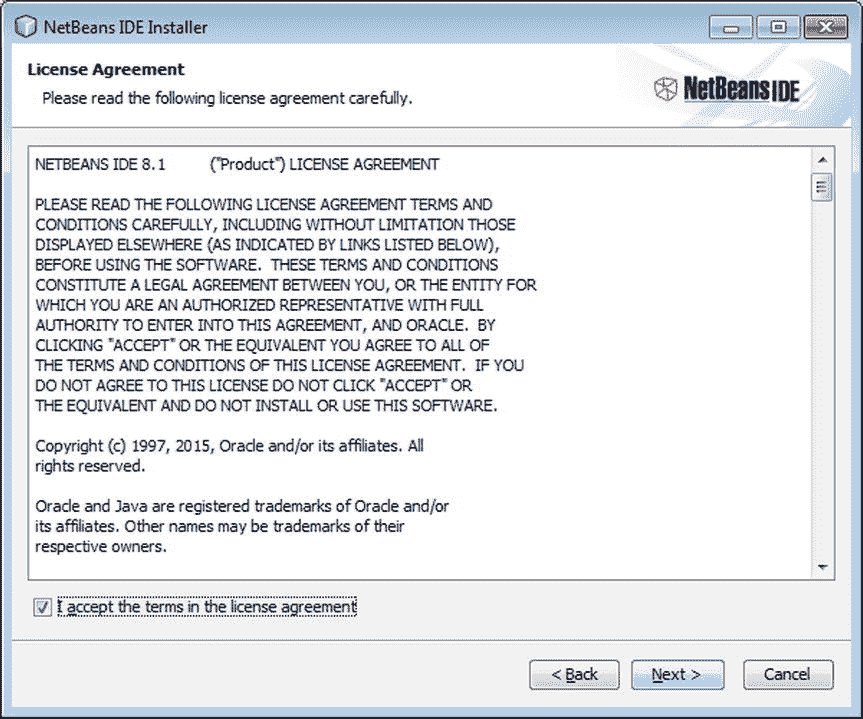 NetBeans IDE Installer
License Agreement
Please read the following license agreement carefully.
NetBeans IDE
NETBEANS IDE 8.1 ("Product") LICENSE AGREEMENT
PLEASE READ THE FOLLOWING LICENSE AGREEMENT TERMS AND
CONDITIONS CAREFULLY, INCLUDING WITHOUT LIMITATION THOSE
DISPLAYED ELSEWHERE (AS INDICATED BY LINKS LISTED BELOW),
BEFORE USING THE SOFTWARE. THESE TERMS AND CONDITIONS
CONSTITUTE A LEGAL AGREEMENT BETWEEN YOU, OR THE ENTITY FOR
WHICH YOU ARE AN AUTHORIZED REPRESENTATIVE WITH FULL
AUTHORITY TO ENTER INTO THIS AGREEMENT, AND ORACLE. BY
CLICKING "ACCEPT" OR THE EQUIVALENT YOU AGREE TO ALL OF
THE TERMS AND CONDITIONS OF THIS LICENSE AGREEMENT. IF YOU
DO NOT AGREE TO THIS LICENSE DO NOT CLICK "ACCEPT" OR
THE EQUIVALENT AND DO NOT INSTALL OR USE THIS SOFTWARE.
Copyright (c) 1997, 2015, Oracle and/or its affiliates. All
rights reserved.
Oracle and Java are registered trademarks of Oracle and/or
its affiliates. Other names may be trademarks of their
respective owners.
I accept the terms in the license agreement
< Back
Next >
Cancel